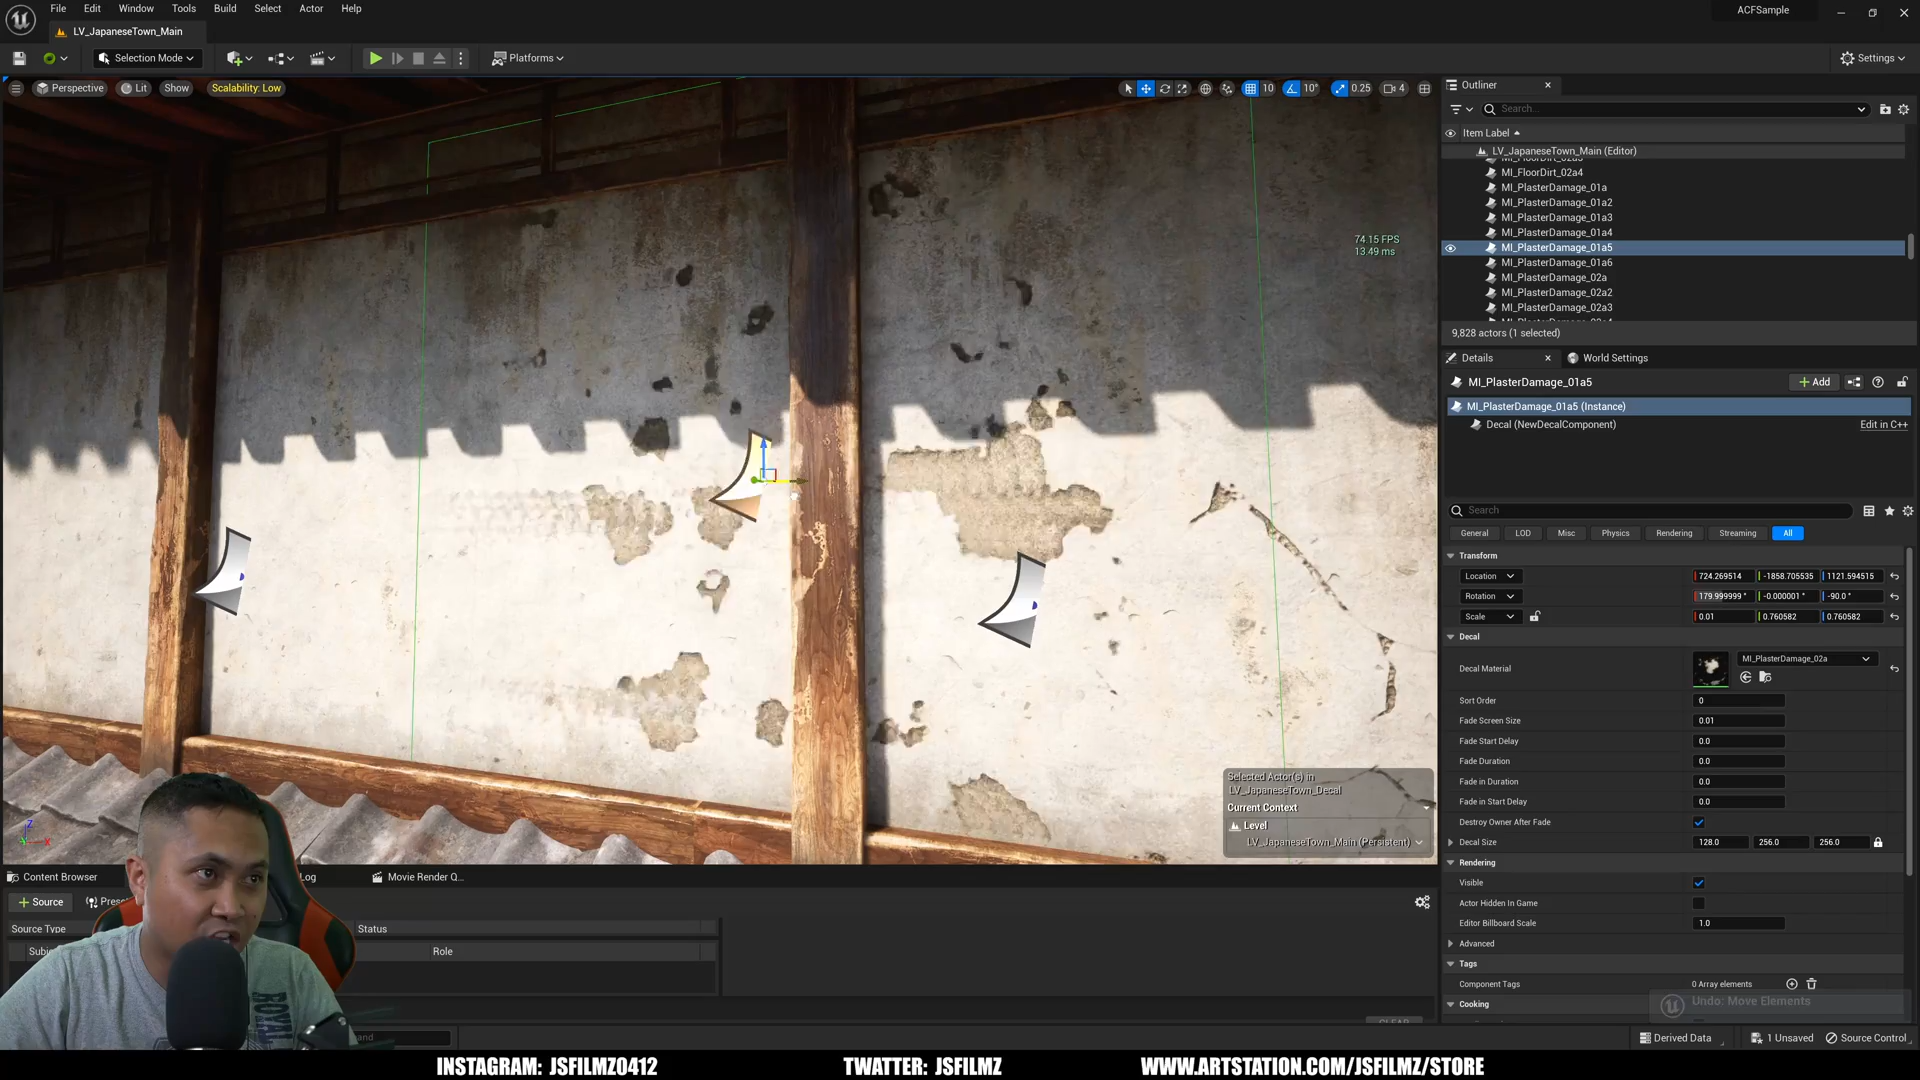 File Edit Window Tools Build Select Actor Help
ACFSample
LV_JapaneseTown_Main
Selection Mode
Platforms
Settings
Perspective
Lit
Show
Scalability: Low
10
10°
0.25
4
74.15 FPS
13.49 ms
Selected Actor(s) in
LV_JapaneseTown_Decal
Current Context
Level
LV_JapaneseTown_Main (Persistent)
Outliner
Search...
Item Label
LV_JapaneseTown_Main (Editor)
MI_FloorDirt_02a3
MI_FloorDirt_02a4
MI_PlasterDamage_01a
MI_PlasterDamage_01a2
MI_PlasterDamage_01a3
MI_PlasterDamage_01a4
MI_PlasterDamage_01a5
MI_PlasterDamage_01a6
MI_PlasterDamage_02a
MI_PlasterDamage_02a2
MI_PlasterDamage_02a3
9,828 actors (1 selected)
Details
World Settings
MI_PlasterDamage_01a5
Add
MI_PlasterDamage_01a5 (Instance)
Decal (NewDecalComponent)
Edit in C++
Search
General LOD Misc Physics Rendering Streaming All
Transform
Location 724.269514 -1858.705535 1121.594515
Rotation 179.999999° -0.000001° -90.0°
Scale 0.01 0.760582 0.760582
Decal
Decal Material MI_PlasterDamage_02a
Sort Order 0
Fade Screen Size 0.01
Fade Start Delay 0.0
Fade Duration 0.0
Fade in Duration 0.0
Fade in Start Delay 0.0
Destroy Owner After Fade
Decal Size 128.0 256.0 256.0
Rendering
Visible
Actor Hidden In Game
Editor Billboard Scale 1.0
Advanced
Tags
Component Tags 0 Array elements
Cooking
Undo: Move Elements
Content Browser
Log
Movie Render Q...
Source
Source Type
Status
Role
Derived Data
1 Unsaved
Source Control
INSTAGRAM: JSFILMZ0412
TWATTER: JSFILMZ
WWW.ARTSTATION.COM/JSFILMZ/STORE